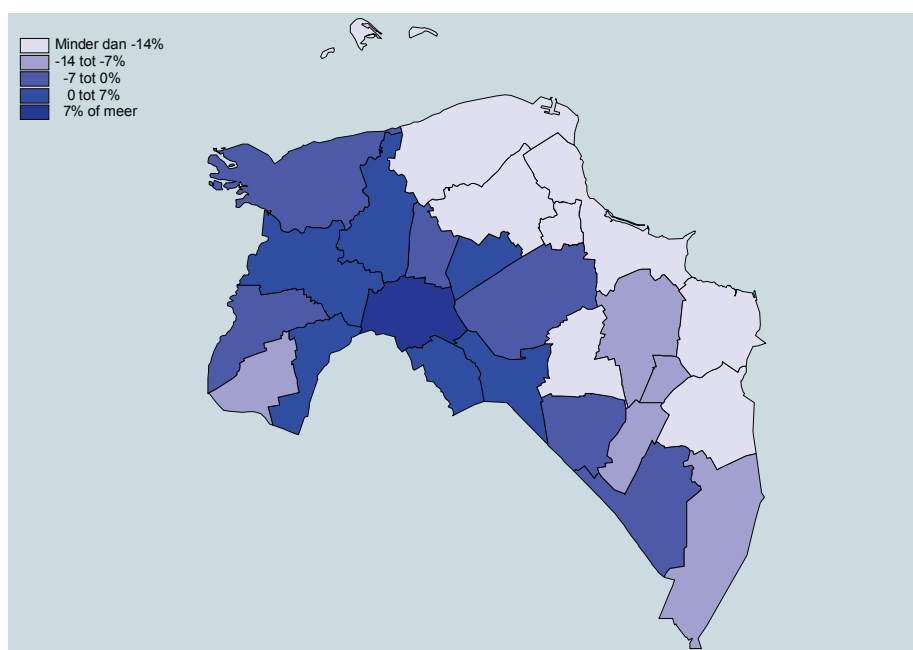 Minder dan -14%
-14 tot -7%
-7 tot 0%
0 tot 7%
7% of meer